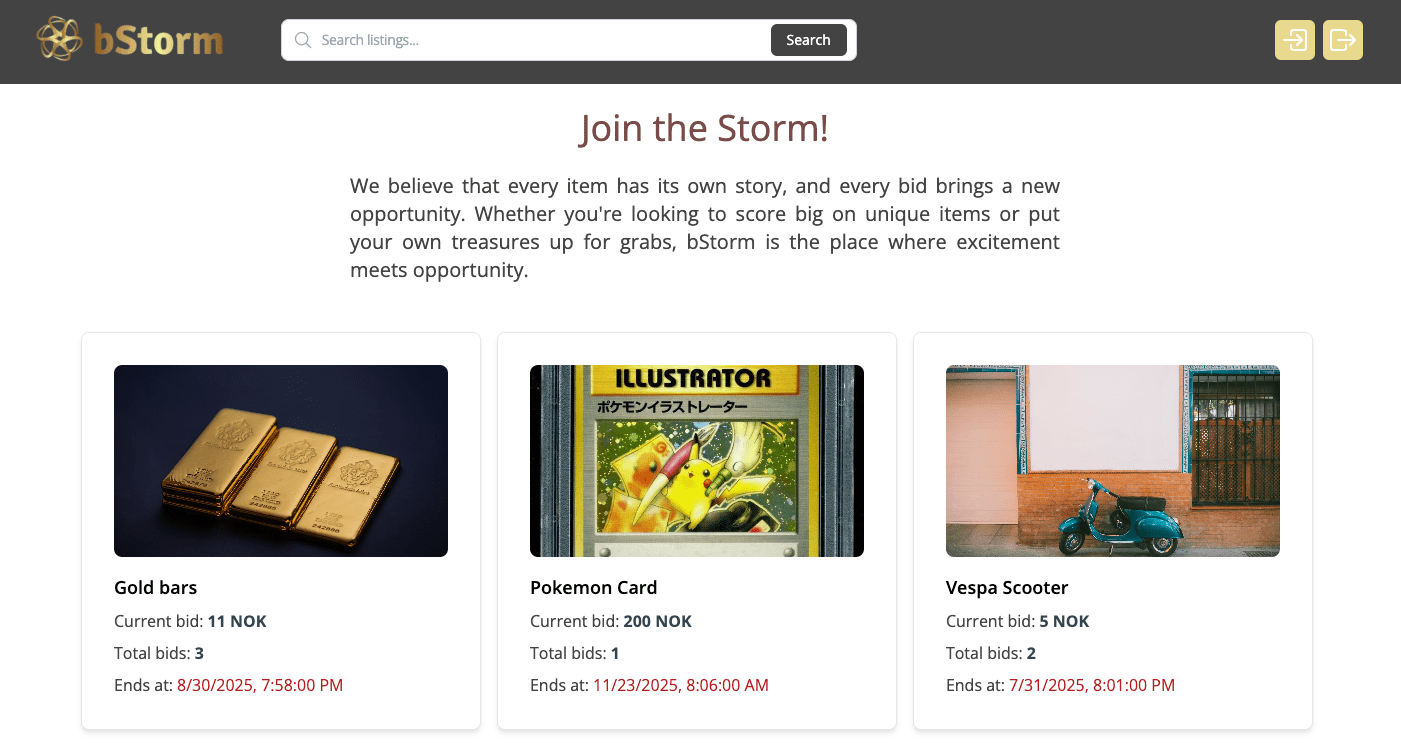 bStorm
Search listings...
Search
Join the Storm!
We believe that every item has its own story, and every bid brings a new
opportunity. Whether you're looking to score big on unique items or put
your own treasures up for grabs, bStorm is the place where excitement
meets opportunity.
ILLUSTRATOR
ポケモンイラストレーター
Gold bars
Current bid: 11 NOK
Total bids: 3
Ends at: 8/30/2025, 7:58:00 PM
Pokemon Card
Current bid: 200 NOK
Total bids: 1
Ends at: 11/23/2025, 8:06:00 AM
Vespa Scooter
Current bid: 5 NOK
Total bids: 2
Ends at: 7/31/2025, 8:01:00 PM